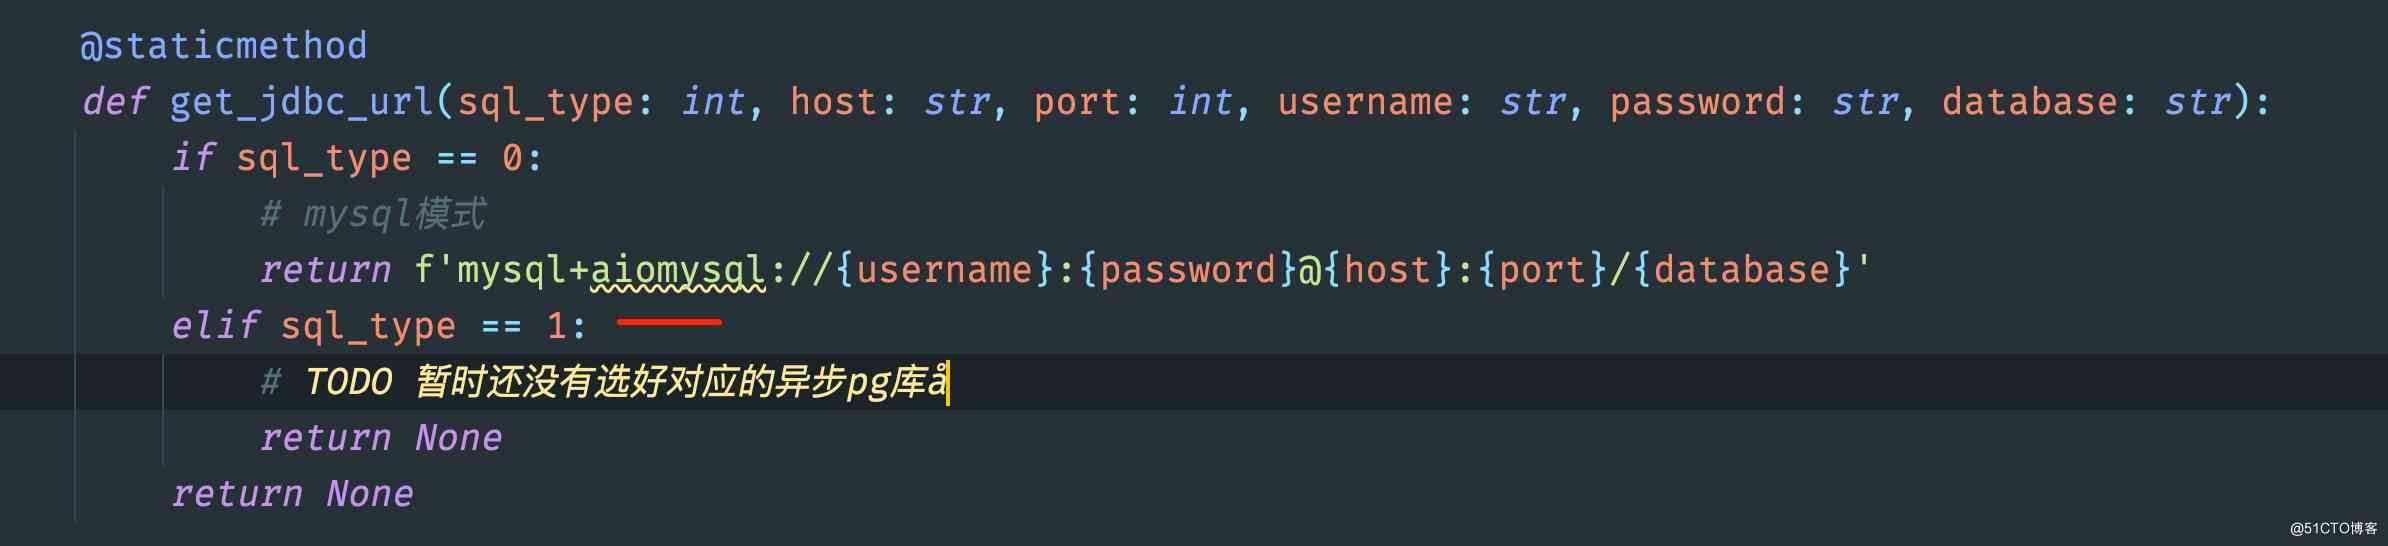 @staticmethod
def get_jdbc_url(sql_type: int, host: str, port: int, username: str, password: str, database: str):
if sql_type == 0:
# mysql模式
return f'mysql+aiomysql://{username}:{password}@{host}:{port}/{database}'
elif sql_type == 1:
# TODO 暂时还没有选好对应的异步pg库å
return None
return None
@51CTO博客